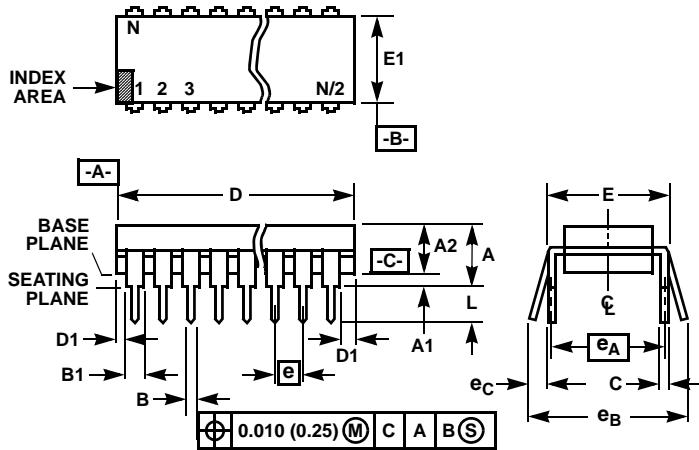 N
E1
INDEX
AREA
1 2 3 N/2
-B-
-A-
D
E
BASE
PLANE
A2
A
-C-
SEATING
PLANE
L
D1
A1
D1
B1
e
B
eA
eC
C
eB
0.010 (0.25) M C A B S